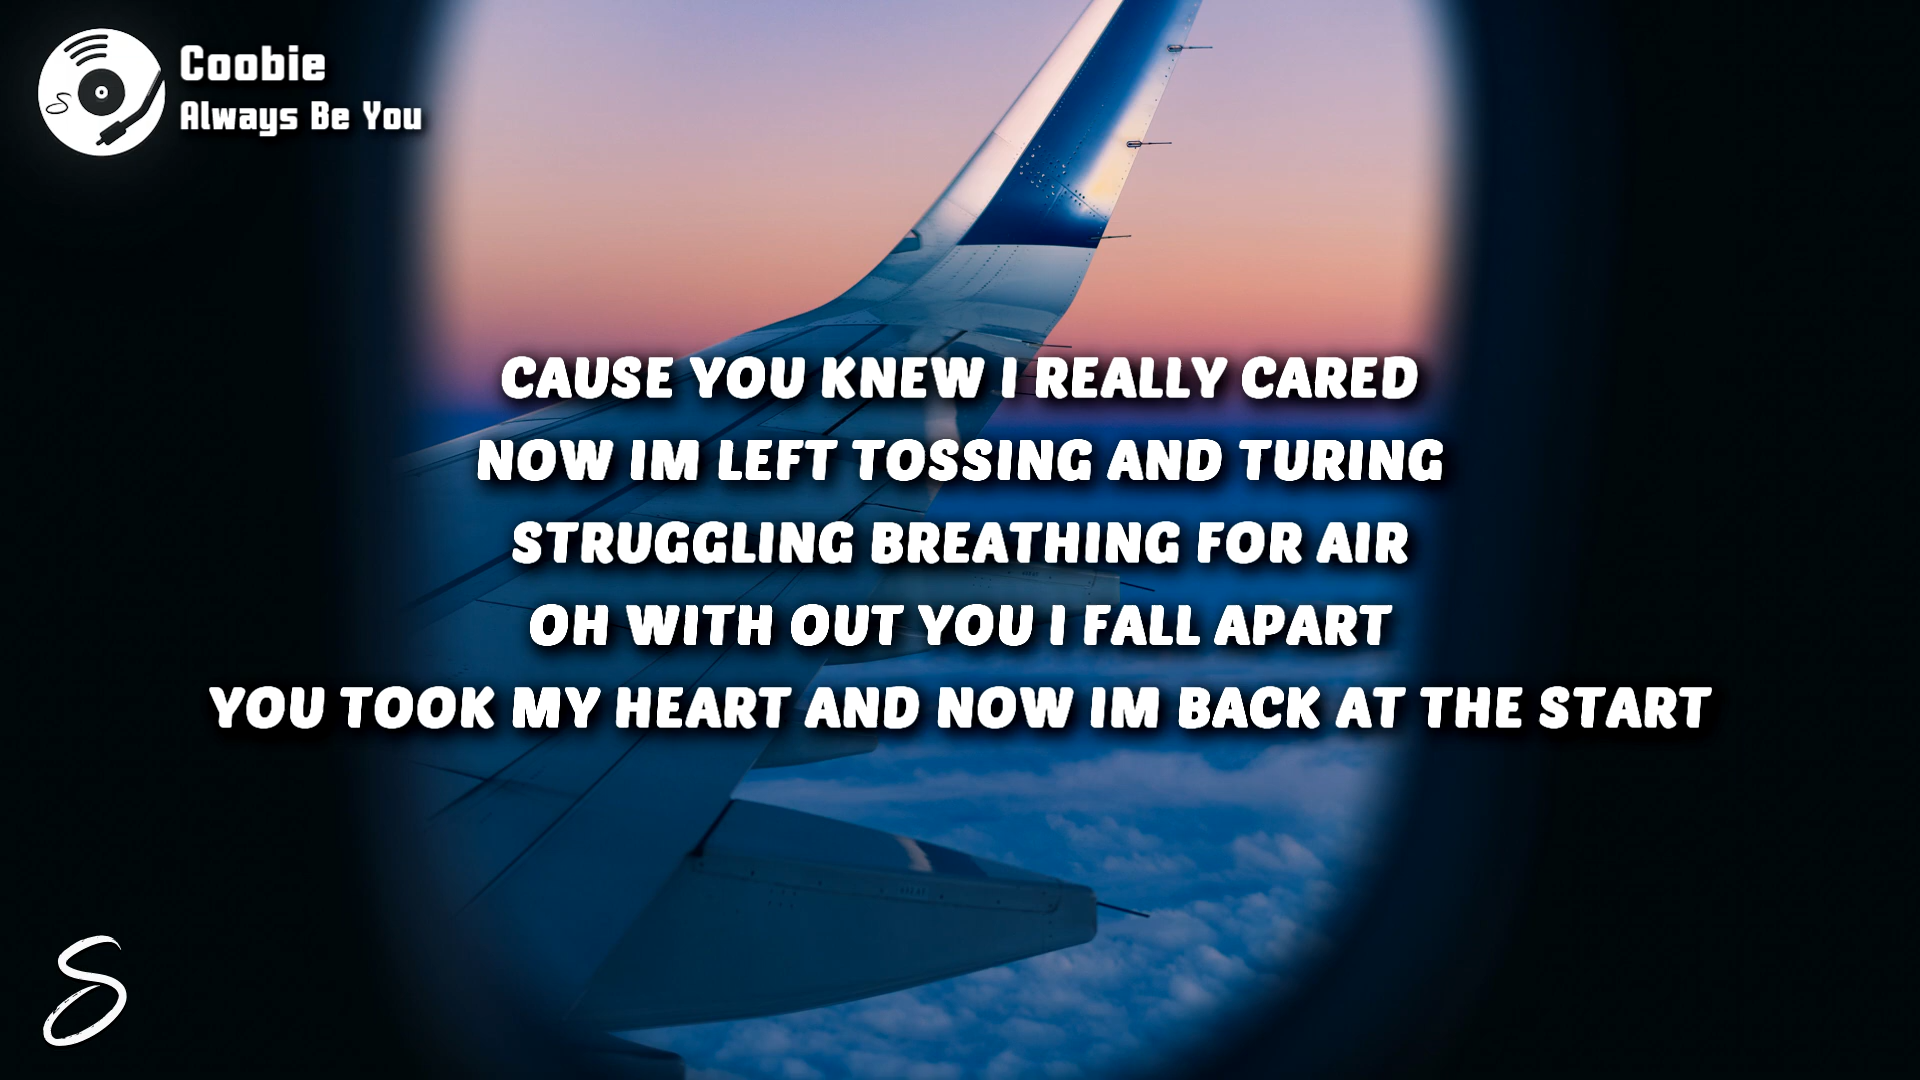 Coobie
Always Be You
CAUSE YOU KNEW I REALLY CARED
NOW IM LEFT TOSSING AND TURING
STRUGGLING BREATHING FOR AIR
OH WITH OUT YOU I FALL APART
YOU TOOK MY HEART AND NOW IM BACK AT THE START
S